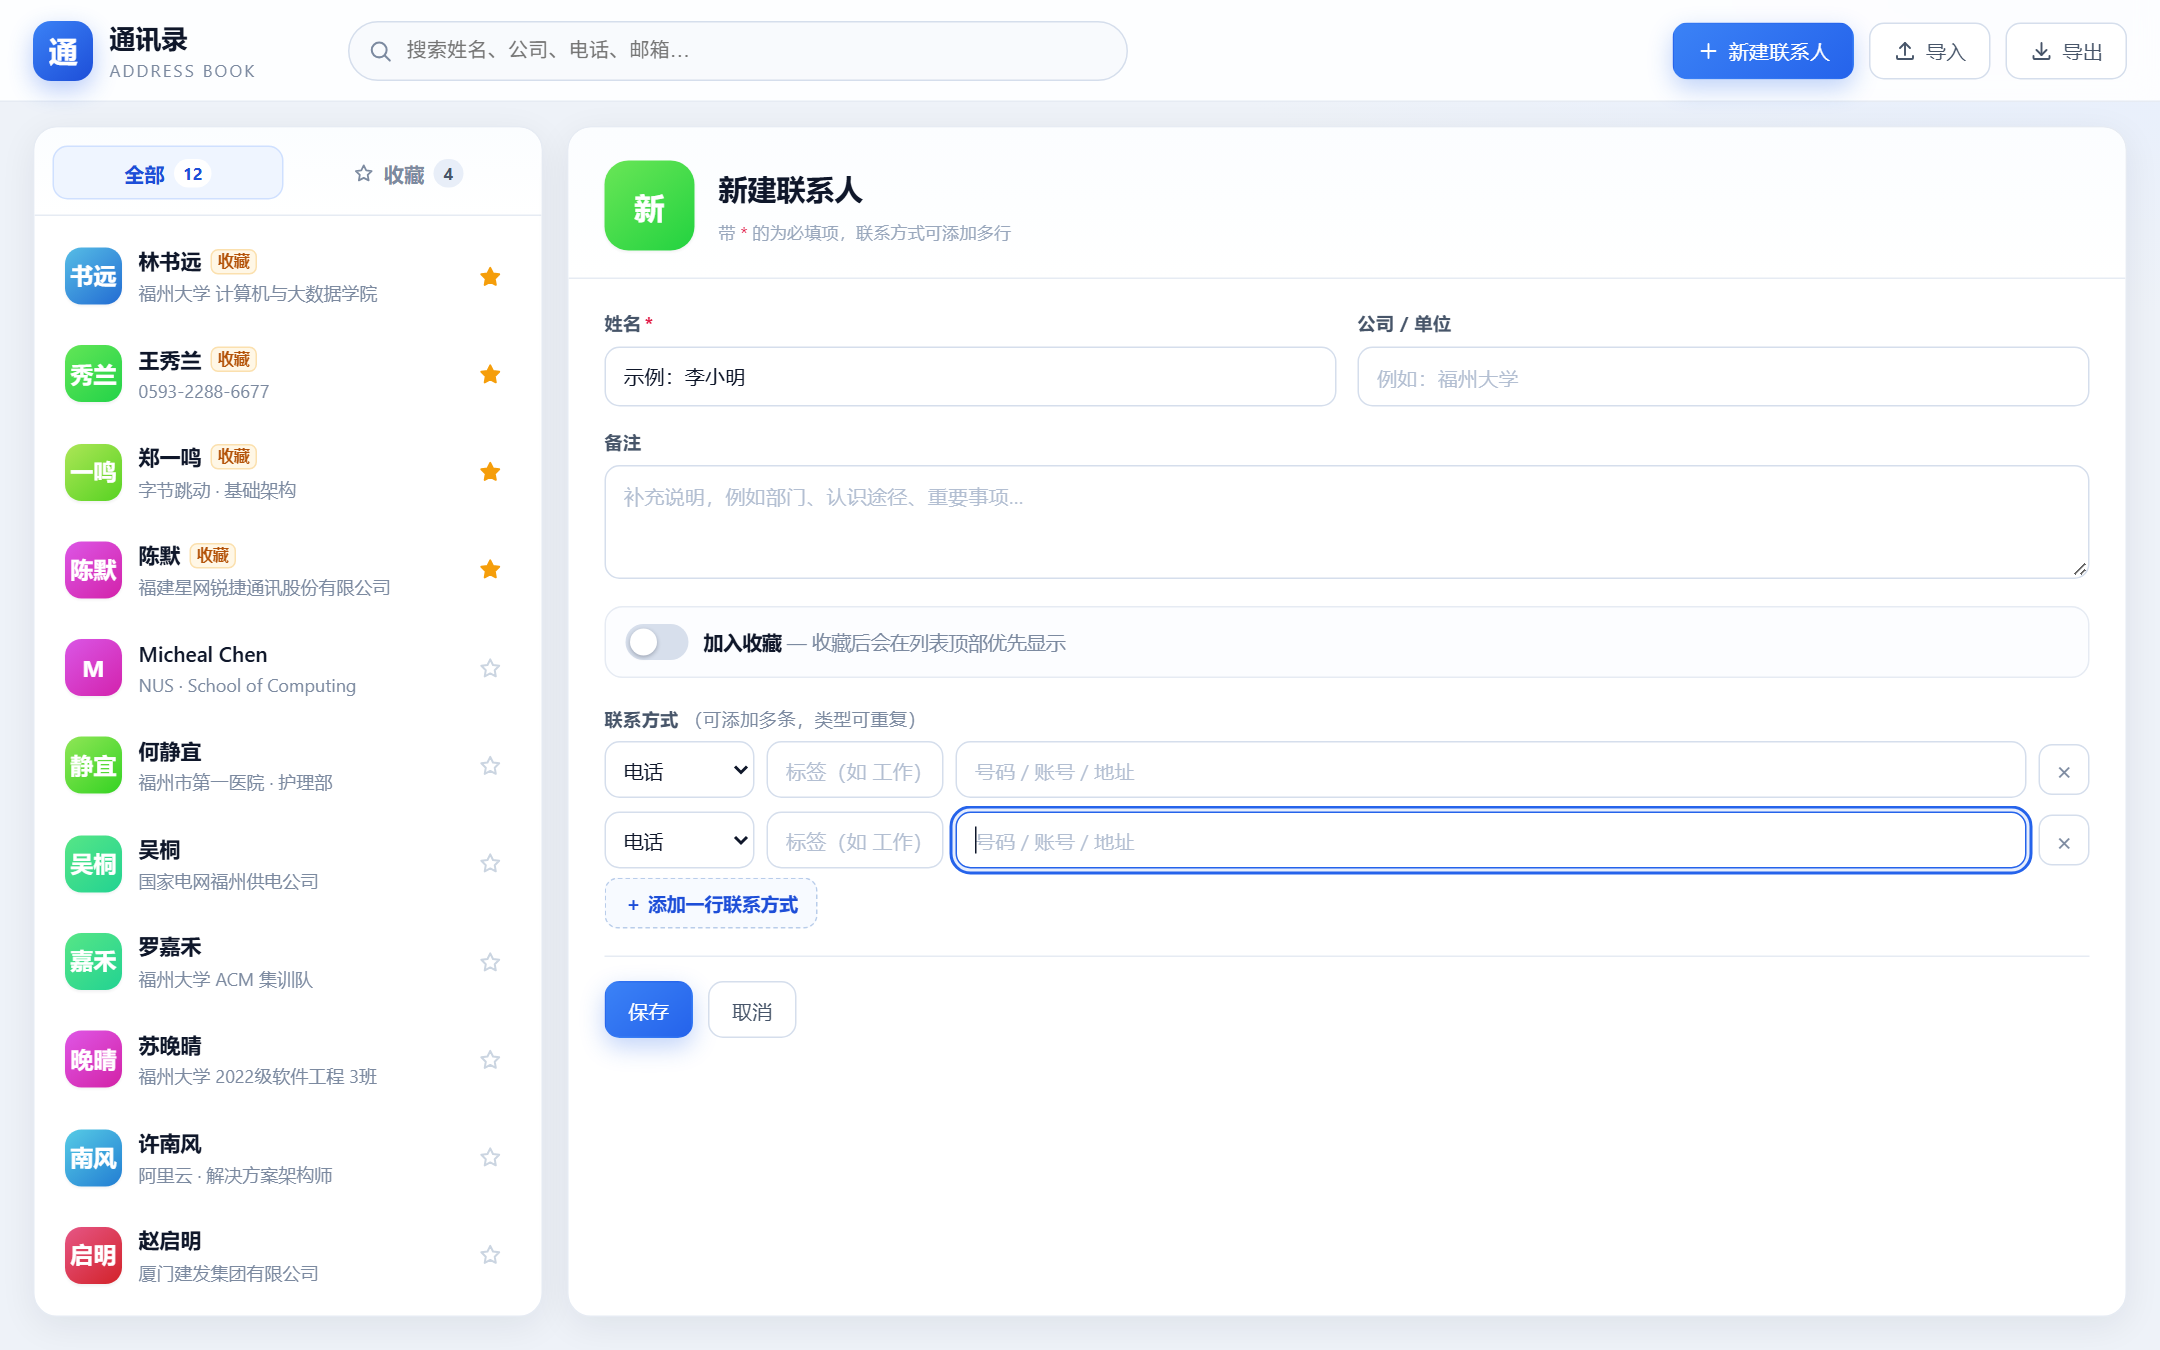 通 通讯录
ADDRESS BOOK
搜索姓名、公司、电话、邮箱...
+ 新建联系人
导入
导出
全部 12
收藏 4
书远 林书远 收藏
福州大学 计算机与大数据学院
秀兰 王秀兰 收藏
0593-2288-6677
一鸣 郑一鸣 收藏
字节跳动 · 基础架构
陈默 陈默 收藏
福建星网锐捷通讯股份有限公司
M Micheal Chen
NUS · School of Computing
静宜 何静宜
福州市第一医院 · 护理部
吴桐 吴桐
国家电网福州供电公司
嘉禾 罗嘉禾
福州大学 ACM 集训队
晚晴 苏晚晴
福州大学 2022级软件工程 3班
南风 许南风
阿里云 · 解决方案架构师
启明 赵启明
厦门建发集团有限公司
新 新建联系人
带 * 的为必填项，联系方式可添加多行
姓名 *
示例：李小明
公司 / 单位
例如：福州大学
备注
补充说明，例如部门、认识途径、重要事项...
加入收藏 — 收藏后会在列表顶部优先显示
联系方式 （可添加多条，类型可重复）
电话 标签（如 工作） 号码 / 账号 / 地址 ×
电话 标签（如 工作） 号码 / 账号 / 地址 ×
+ 添加一行联系方式
保存 取消